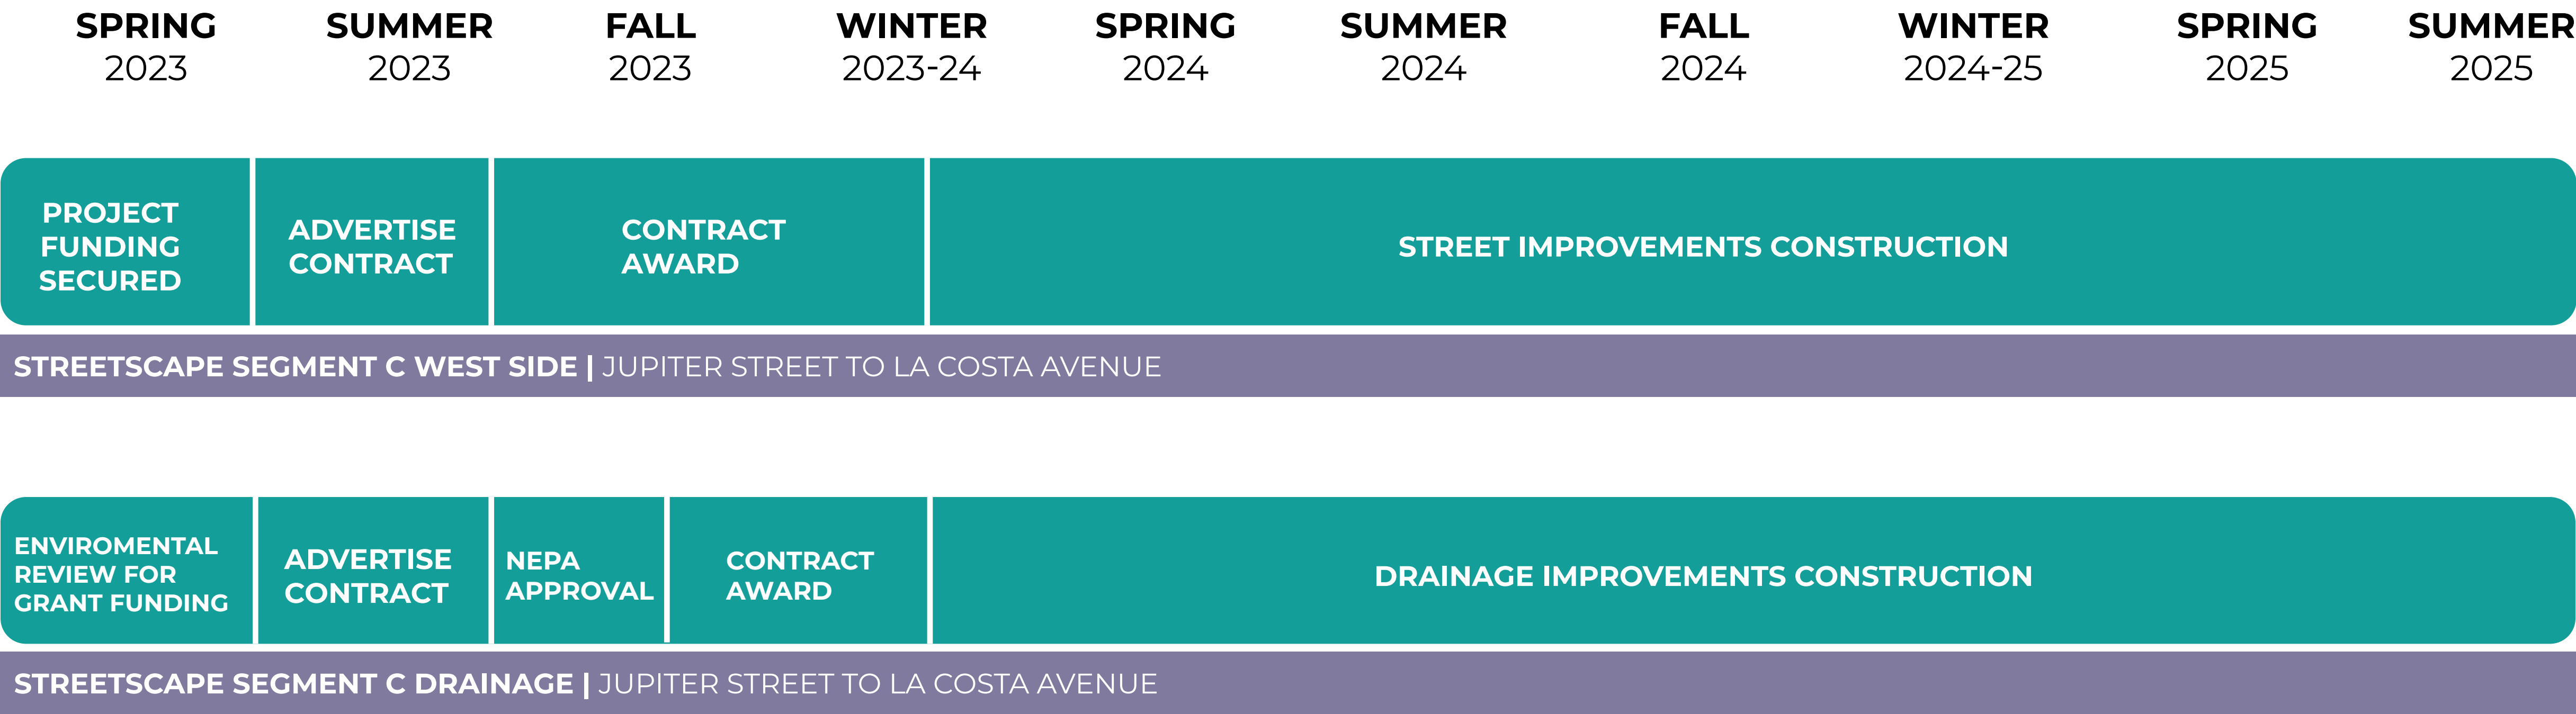 SPRING SUMMER FALL WINTER SPRING SUMMER FALL WINTER SPRING SUMMER
2023 2023 2023 2023-24 2024 2024 2024 2024-25 2025 2025
PROJECT
FUNDING
SECURED
ADVERTISE
CONTRACT
CONTRACT
AWARD
STREET IMPROVEMENTS CONSTRUCTION
STREETSCAPE SEGMENT C WEST SIDE | JUPITER STREET TO LA COSTA AVENUE
ENVIROMENTAL
REVIEW FOR
GRANT FUNDING
ADVERTISE
CONTRACT
NEPA
APPROVAL
CONTRACT
AWARD
DRAINAGE IMPROVEMENTS CONSTRUCTION
STREETSCAPE SEGMENT C DRAINAGE | JUPITER STREET TO LA COSTA AVENUE